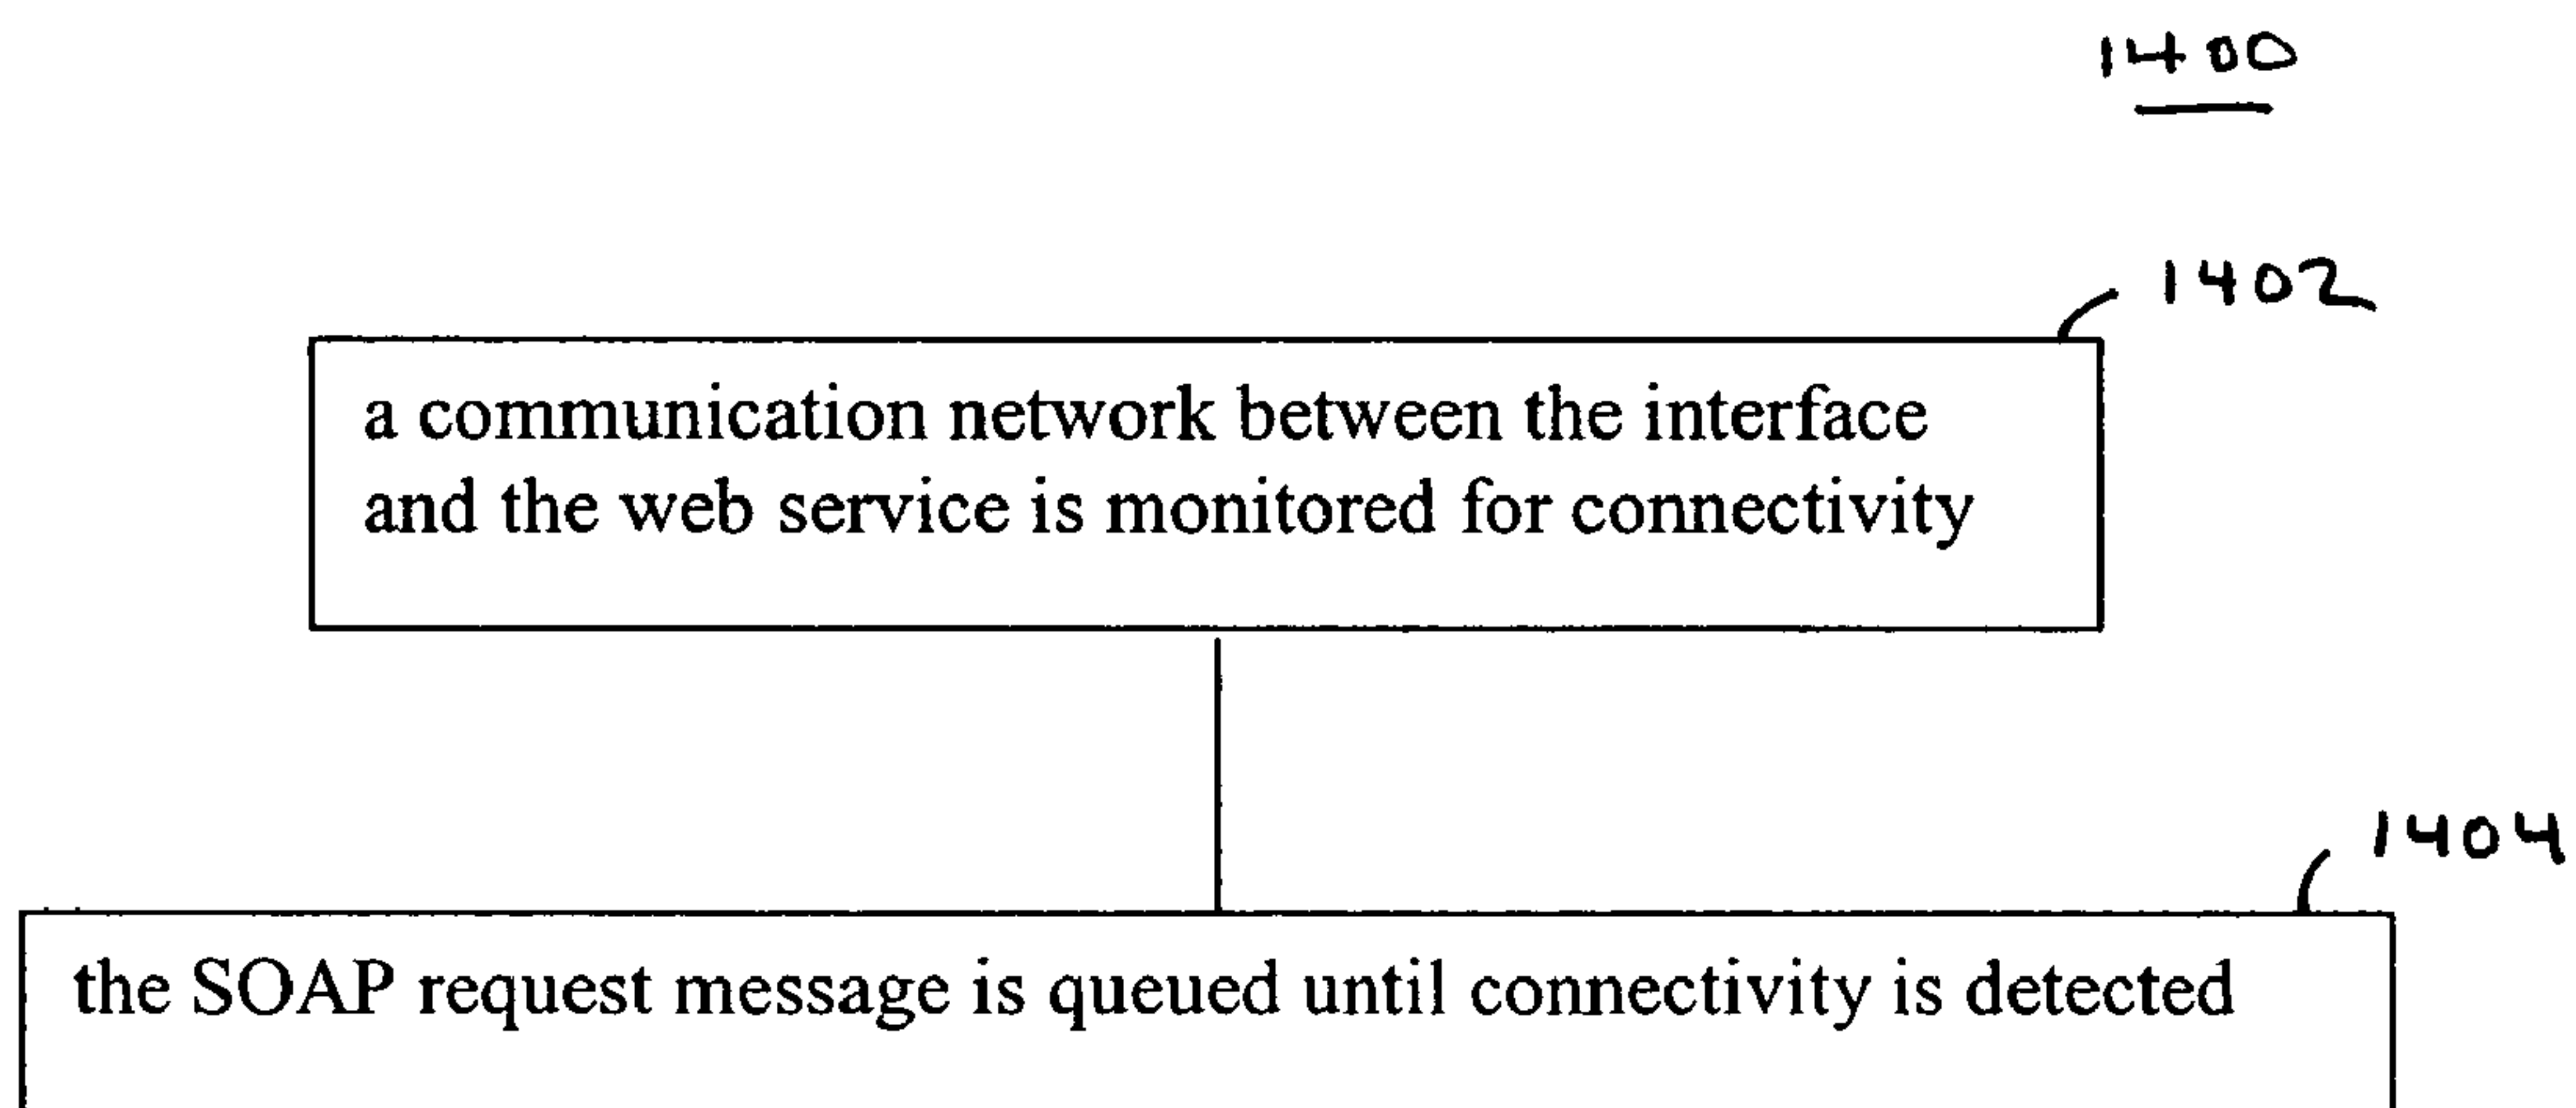 1400
1402
a communication network between the interface
and the web service is monitored for connectivity
1404
the SOAP request message is queued until connectivity is detected